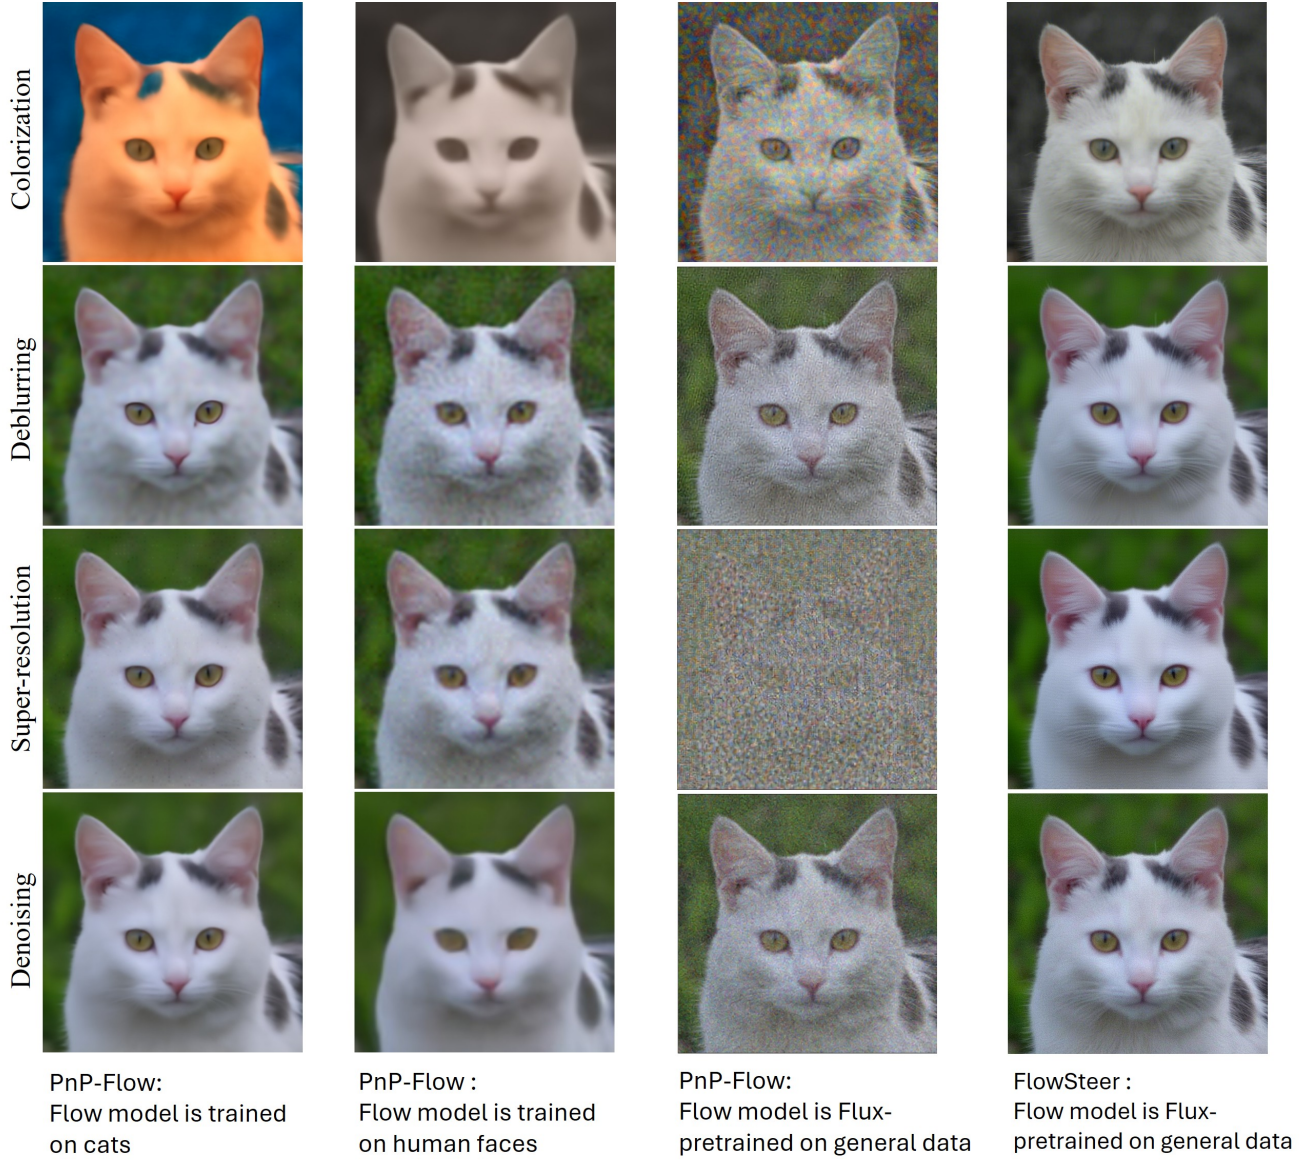 Colorization
Deblurring
Super-resolution
Denoising
PnP-Flow:
Flow model is trained
on cats
PnP-Flow :
Flow model is trained
on human faces
PnP-Flow:
Flow model is Flux-
pretrained on general data
FlowSteer :
Flow model is Flux-
pretrained on general data